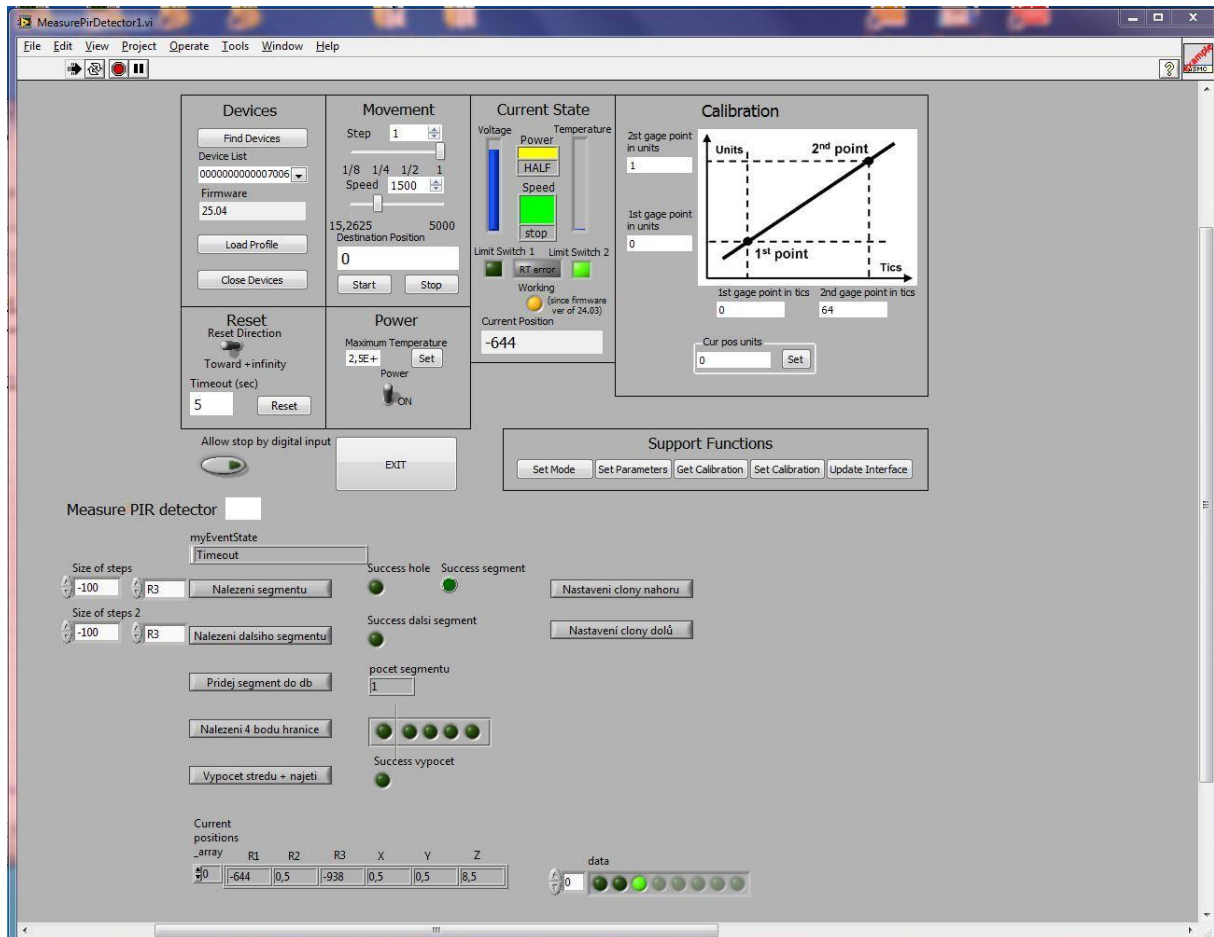 MeasurePirDetector1.vi
File Edit View Project Operate Tools Window Help
example
Devices
Find Devices
Device List
0000000000007006
Firmware
25.04
Load Profile
Close Devices
Movement
Step 1
1/8 1/4 1/2 1
Speed 1500
15,2625 5000
Destination Position
0
Start Stop
Current State
Voltage Temperature
Power
HALF
Speed
stop
Limit Switch 1 Limit Switch 2
RT error
Working
(since firmware
ver of 24.03)
Current Position
-644
Calibration
2st gage point
in units
1
1st gage point
in units
0
Units
2nd point
1st point
Tics
1st gage point in tics 2nd gage point in tics
0 64
Cur pos units
0 Set
Reset
Reset Direction
Toward +infinity
Timeout (sec)
5 Reset
Power
Maximum Temperature
2,5E+ Set
Power
ON
Allow stop by digital input
EXIT
Support Functions
Set Mode Set Parameters Get Calibration Set Calibration Update Interface
Measure PIR detector
myEventState
Timeout
Size of steps
-100 R3 Nalezeni segmentu
Success hole Success segment
Nastaveni clony nahoru
Size of steps 2
-100 R3 Nalezeni dalsiho segmentu
Success dalsi segment
Nastavení clony dolů
Pridej segment do db
pocet segmentu
1
Nalezeni 4 bodu hranice
Vypocet stredu + najeti
Success vypocet
Current
positions
_array R1 R2 R3 X Y Z
0 -644 0,5 -938 0,5 0,5 8,5
data
0